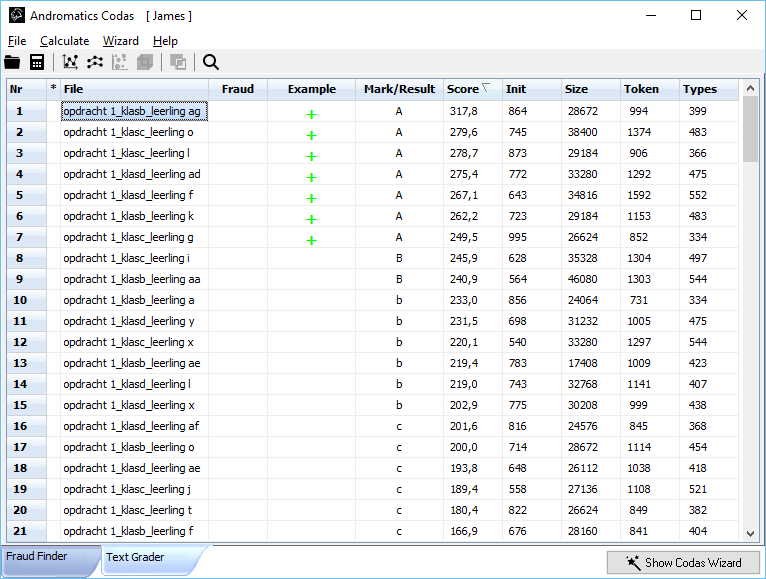 Andromatics Codas [ James ]
File Calculate Wizard Help
Nr * File Fraud Example Mark/Result Score Init Size Token Types
1 opdracht 1_klasb_leerling ag + A 317,8 864 28672 994 399
2 opdracht 1_klasc_leerling o + A 279,6 745 38400 1374 483
3 opdracht 1_klasc_leerling l + A 278,7 873 29184 906 366
4 opdracht 1_klasd_leerling ad + A 275,4 772 33280 1292 475
5 opdracht 1_klasd_leerling f + A 267,1 643 34816 1592 552
6 opdracht 1_klasb_leerling k + A 262,2 723 29184 1153 483
7 opdracht 1_klasc_leerling g + A 249,5 995 26624 852 334
8 opdracht 1_klasc_leerling i B 245,9 628 35328 1304 497
9 opdracht 1_klasb_leerling aa B 240,9 564 46080 1303 544
10 opdracht 1_klasb_leerling a b 233,0 856 24064 731 334
11 opdracht 1_klasd_leerling y b 231,5 698 31232 1005 475
12 opdracht 1_klasc_leerling x b 220,1 540 33280 1297 544
13 opdracht 1_klasb_leerling ae b 219,4 783 17408 1009 423
14 opdracht 1_klasd_leerling l b 219,0 743 32768 1141 407
15 opdracht 1_klasd_leerling x b 202,9 775 30208 999 438
16 opdracht 1_klasc_leerling af c 201,6 816 24576 845 368
17 opdracht 1_klasb_leerling o c 200,0 714 28672 1114 454
18 opdracht 1_klasd_leerling ae c 193,8 648 26112 1038 418
19 opdracht 1_klasc_leerling j c 189,4 558 27136 1108 521
20 opdracht 1_klasc_leerling t c 180,4 822 26624 849 382
21 opdracht 1_klasb_leerling f c 166,9 676 28160 841 404
Fraud Finder Text Grader Show Codas Wizard